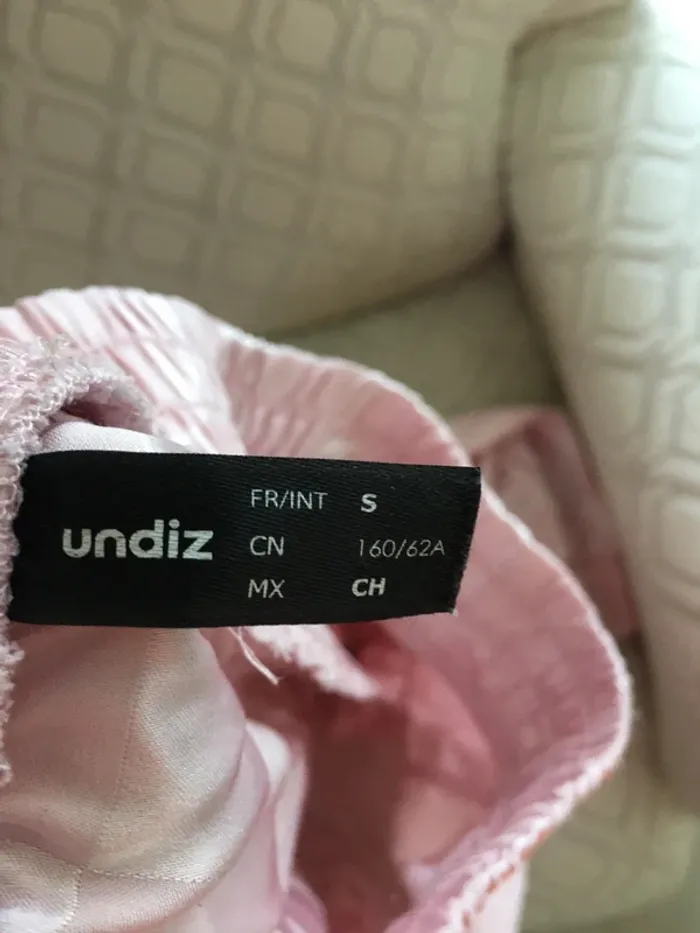 undiz
FR/INT S
CN 160/62A
MX CH